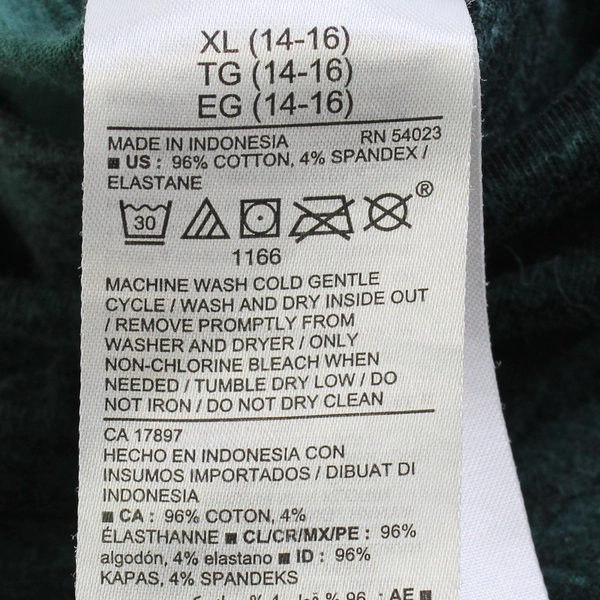 XL (14-16)
TG (14-16)
EG (14-16)
MADE IN INDONESIA RN 54023
■ US : 96% COTTON, 4% SPANDEX /
ELASTANE
30 ®
1166
MACHINE WASH COLD GENTLE
CYCLE / WASH AND DRY INSIDE OUT
/ REMOVE PROMPTLY FROM
WASHER AND DRYER / ONLY
NON-CHLORINE BLEACH WHEN
NEEDED / TUMBLE DRY LOW / DO
NOT IRON / DO NOT DRY CLEAN
CA 17897
HECHO EN INDONESIA CON
INSUMOS IMPORTADOS / DIBUAT DI
INDONESIA
■ CA : 96% COTON, 4%
ÉLASTHANNE ■ CL/CR/MX/PE : 96%
algodón, 4% elastano ■ ID : 96%
KAPAS, 4% SPANDEKS
■ AE : 96 %